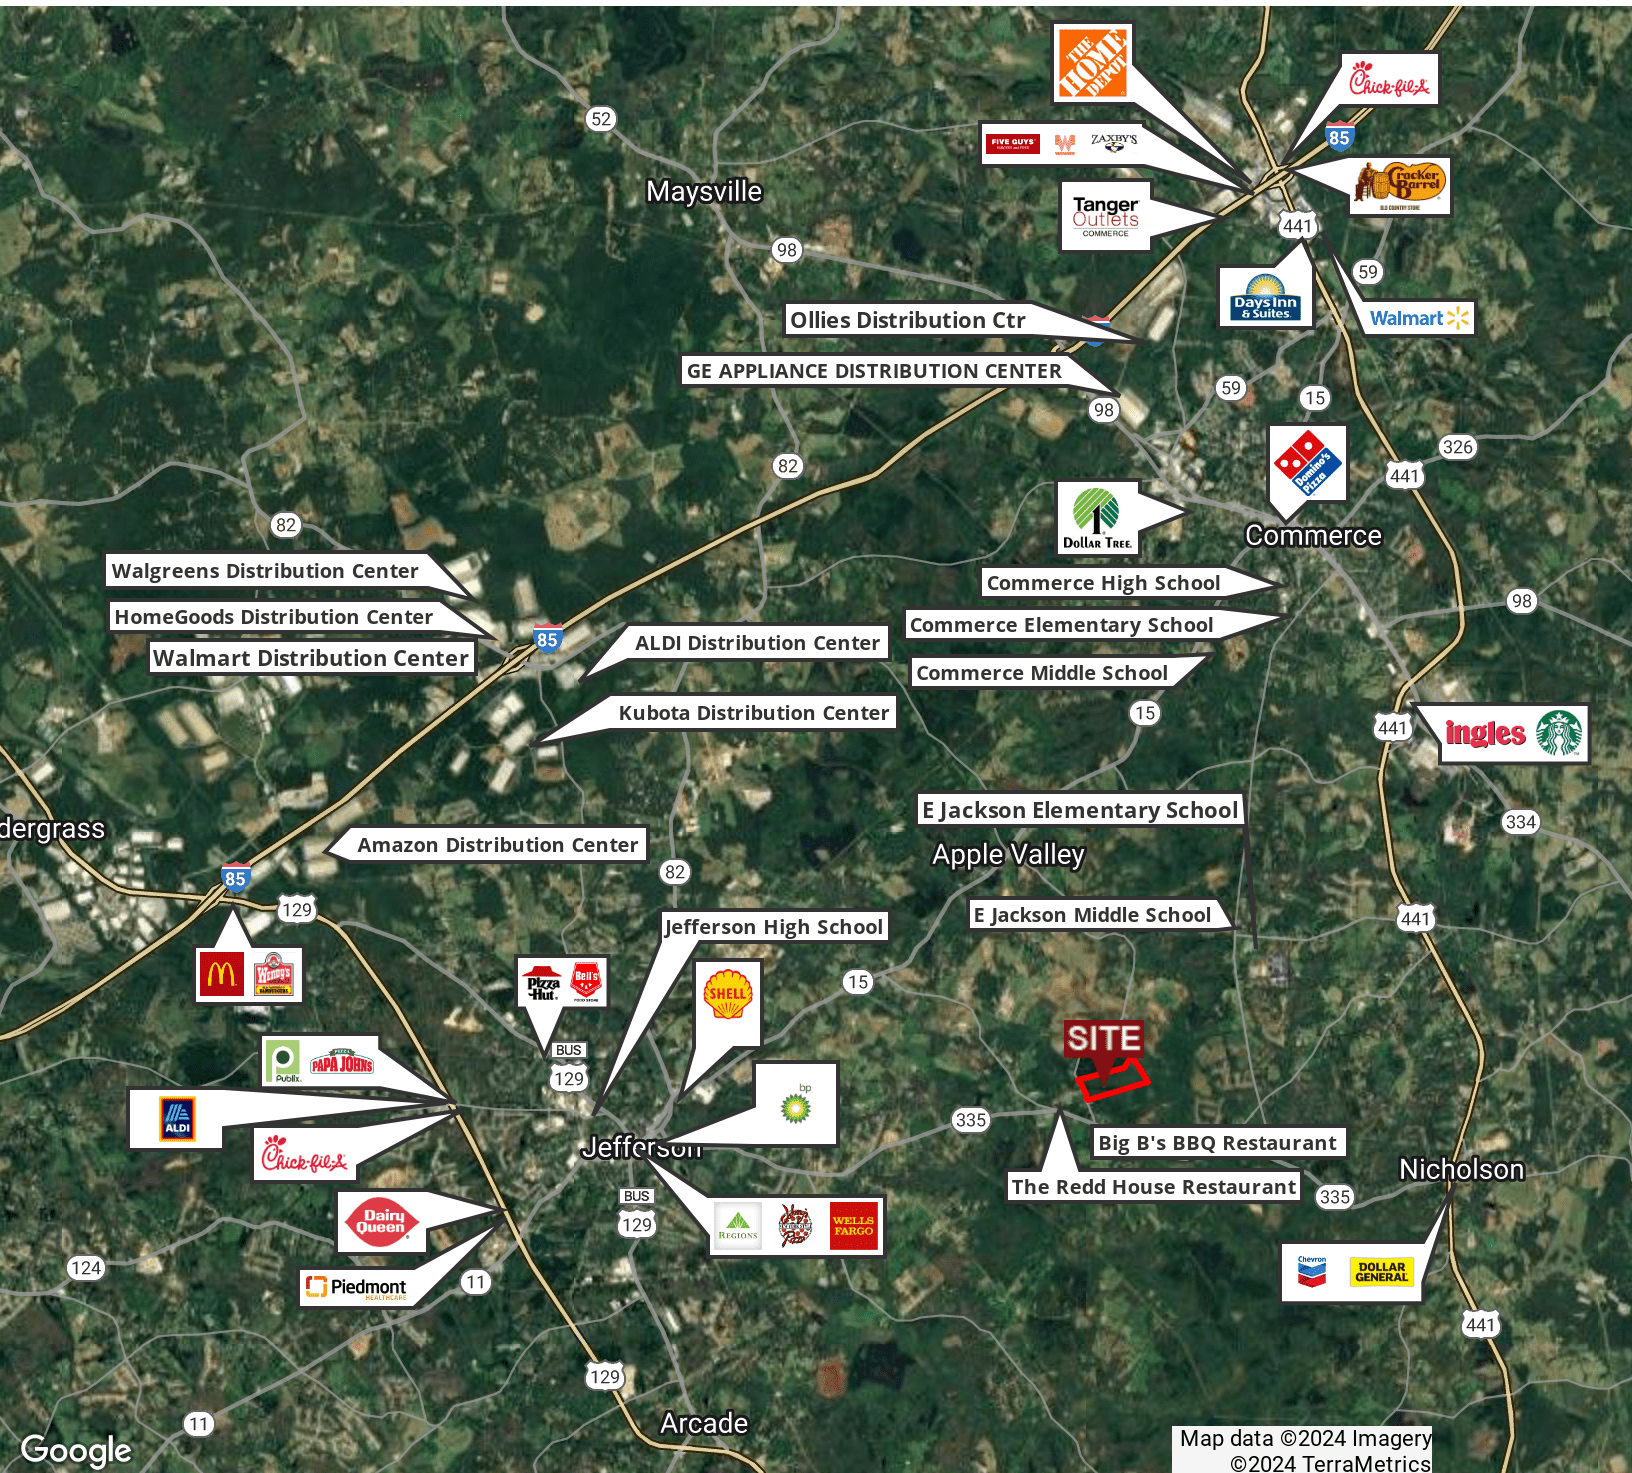 THE
HOME
DEPOT
Chick-fil-A
52
85
FIVE GUYS
ZAXBY'S
Cracker
Barrel
OLD COUNTRY STORE
Maysville
Tanger
Outlets
COMMERCE
441
98
59
Days Inn
& Suites
Walmart
Ollies Distribution Ctr
GE APPLIANCE DISTRIBUTION CENTER
59
15
98
326
82
Domino's
Pizza
441
82
DOLLAR TREE
Commerce
Walgreens Distribution Center
Commerce High School
98
HomeGoods Distribution Center
Commerce Elementary School
85
ALDI Distribution Center
Walmart Distribution Center
Commerce Middle School
Kubota Distribution Center
15
441
ingles
E Jackson Elementary School
334
dergrass
Amazon Distribution Center
Apple Valley
85
82
129
E Jackson Middle School
441
Jefferson High School
WENDY'S
Pizza
Hut
Bell's
FOOD STORE
15
SHELL
SITE
Publix
PIZZA
PAPA JOHNS
BUS
129
bp
ALDI
335
Chick-fil-A
Jefferson
Big B's BBQ Restaurant
Nicholson
The Redd House Restaurant
335
Dairy
Queen
BUS
129
REGIONS
WELLS
FARGO
124
11
Piedmont
HEALTHCARE
Chevron
DOLLAR
GENERAL
441
129
11
Arcade
Google
Map data ©2024 Imagery
©2024 TerraMetrics